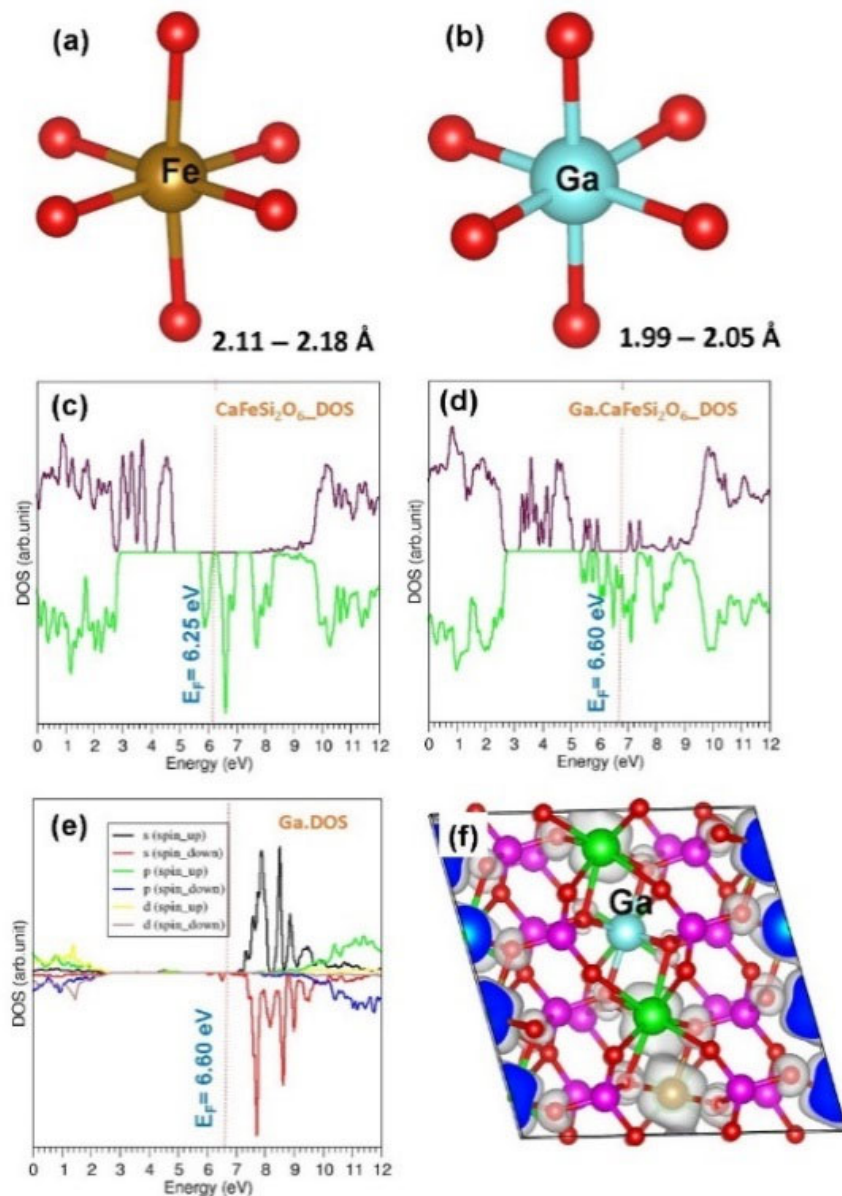 (a)
Fe
2.11 – 2.18 Å
(b)
Ga
1.99 – 2.05 Å
(c)
CaFeSi₂O₆_DOS
DOS (arb.unit)
E_F= 6.25 eV
0 1 2 3 4 5 6 7 8 9 10 11 12
Energy (eV)
(d)
Ga.CaFeSi₂O₆_DOS
DOS (arb.unit)
E_F= 6.60 eV
0 1 2 3 4 5 6 7 8 9 10 11 12
Energy (eV)
(e)
Ga.DOS
s (spin_up)
s (spin_down)
p (spin_up)
p (spin_down)
d (spin_up)
d (spin_down)
DOS (arb.unit)
E_F= 6.60 eV
0 1 2 3 4 5 6 7 8 9 10 11 12
Energy (eV)
(f)
Ga